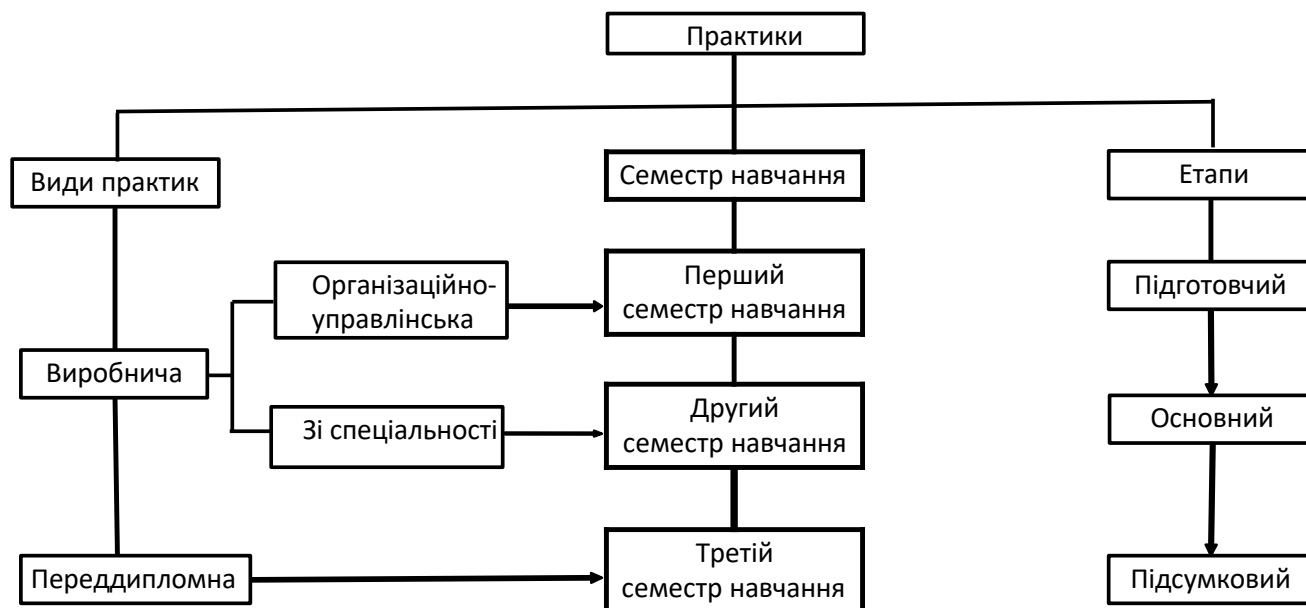 Практики
Види практик
Семестр навчання
Етапи
Організаційно-
управлінська
Перший
семестр навчання
Підготовчий
Виробнича
Зі спеціальності
Другий
семестр навчання
Основний
Переддипломна
Третій
семестр навчання
Підсумковий